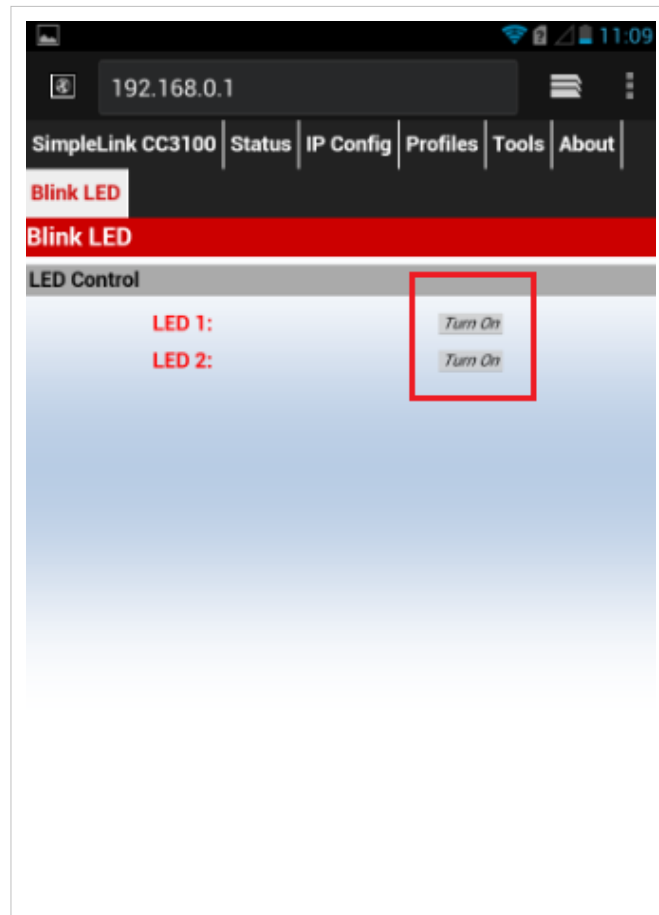 11:09
192.168.0.1
SimpleLink CC3100 Status IP Config Profiles Tools About
Blink LED
Blink LED
LED Control
LED 1: Turn On
LED 2: Turn On